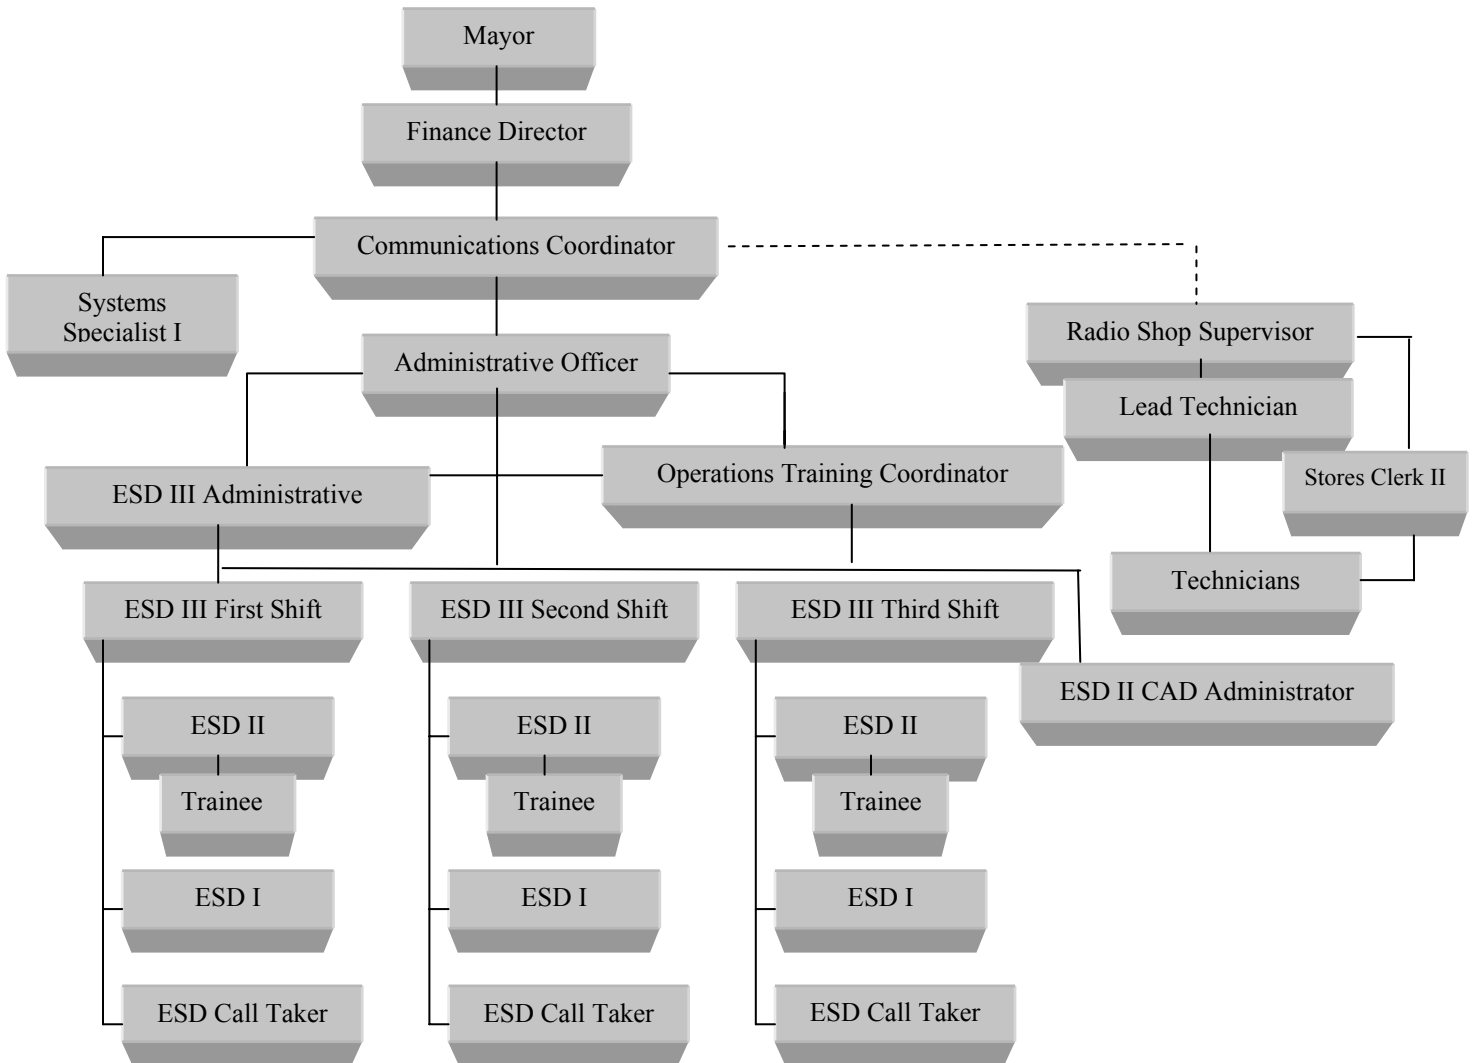 Mayor
Finance Director
Communications Coordinator
Systems
Specialist I
Radio Shop Supervisor
Administrative Officer
Lead Technician
Operations Training Coordinator
Stores Clerk II
ESD III Administrative
Technicians
ESD III First Shift
ESD III Second Shift
ESD III Third Shift
ESD II CAD Administrator
ESD II
ESD II
ESD II
Trainee
Trainee
Trainee
ESD I
ESD I
ESD I
ESD Call Taker
ESD Call Taker
ESD Call Taker